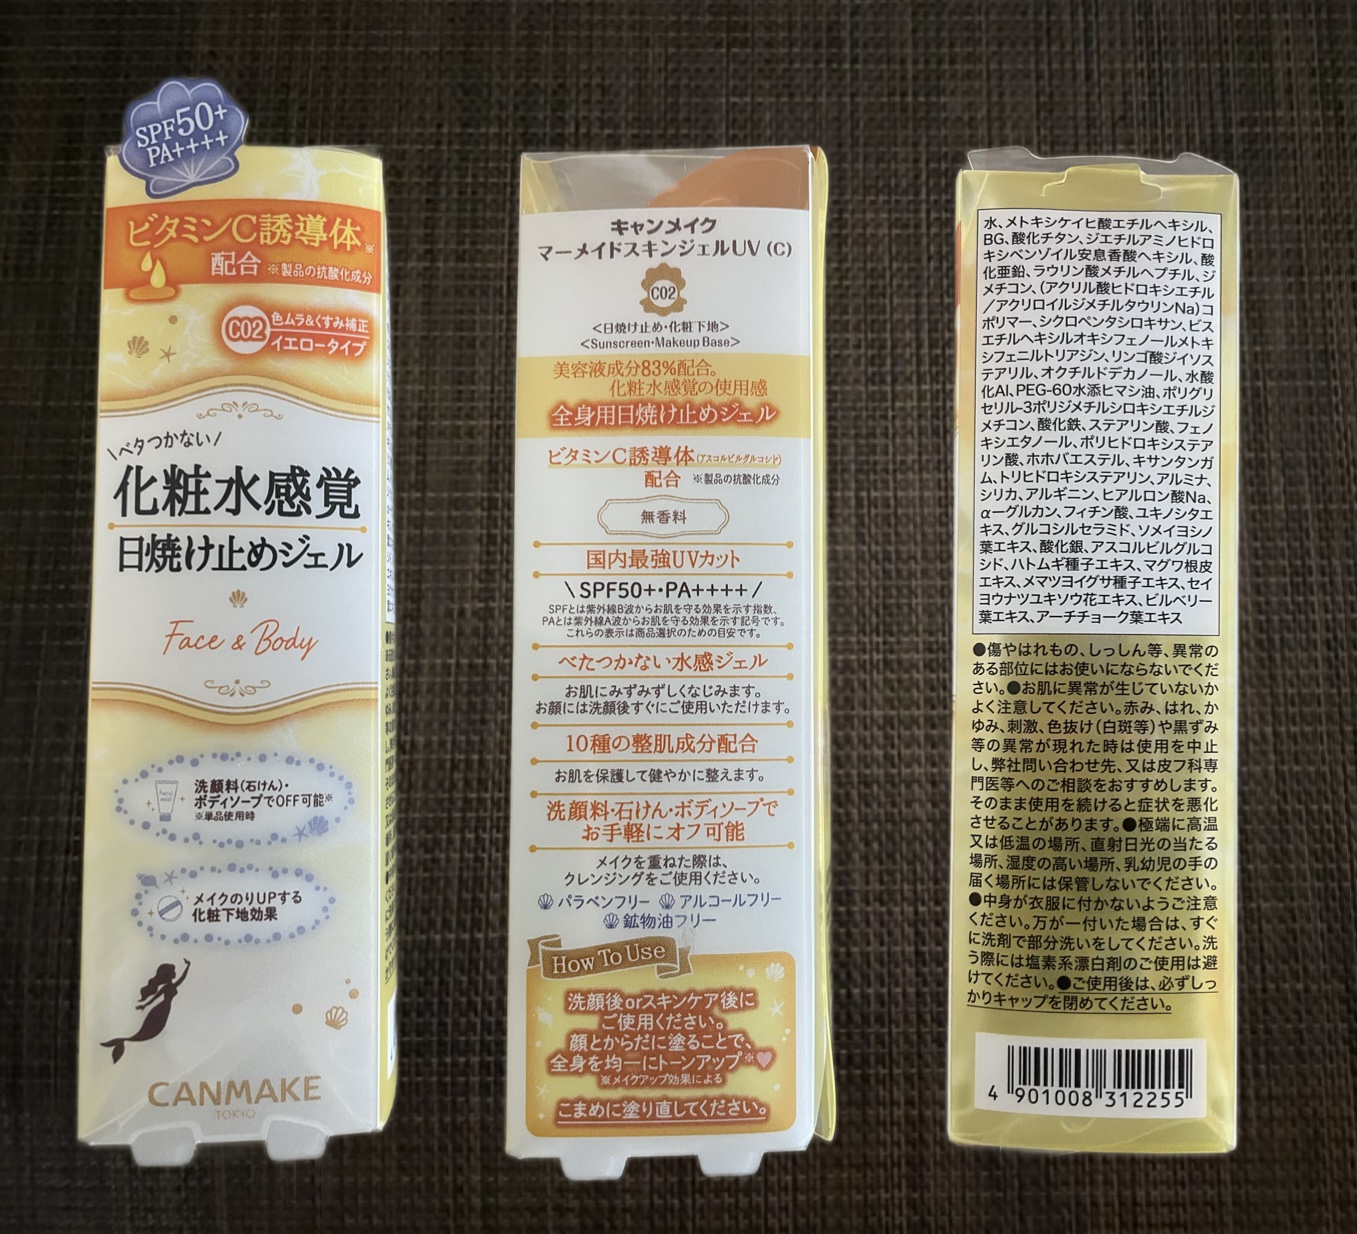 SPF50+
PA++++
ビタミンC誘導体※
配合 ※製品の抗酸化成分
C02 色ムラ&くすみ補正
イエロータイプ
\ベタつかない/
化粧水感覚
日焼け止めジェル
Face & Body
洗顔料(石けん)・
ボディソープでOFF可能※
※単品使用時
メイクのりUPする
化粧下地効果
CANMAKE
TOKYO
キャンメイク
マーメイドスキンジェルUV (C)
C02
<日焼け止め・化粧下地>
<Sunscreen・Makeup Base>
美容液成分83%配合。
化粧水感覚の使用感
全身用日焼け止めジェル
ビタミンC誘導体(アスコルビルグルコシド)
配合 ※製品の抗酸化成分
無香料
国内最強UVカット
\SPF50+・PA++++/
SPFとは紫外線B波からお肌を守る効果を示す指数、
PAとは紫外線A波からお肌を守る効果を示す記号です。
これらの表示は商品選択のための目安です。
べたつかない水感ジェル
お肌にみずみずしくなじみます。
お顔には洗顔後すぐにご使用いただけます。
10種の整肌成分配合
お肌を保護して健やかに整えます。
洗顔料・石けん・ボディソープで
お手軽にオフ可能
メイクを重ねた際は、
クレンジングをご使用ください。
パラベンフリー アルコールフリー
鉱物油フリー
How To Use
洗顔後orスキンケア後に
ご使用ください。
顔とからだに塗ることで、
全身を均一にトーンアップ※
※メイクアップ効果による
こまめに塗り直してください。
水、メトキシケイヒ酸エチルヘキシル、
BG、酸化チタン、ジエチルアミノヒドロ
キシベンゾイル安息香酸ヘキシル、酸
化亜鉛、ラウリン酸メチルヘプチル、ジ
メチコン、(アクリル酸ヒドロキシエチル
/アクリロイルジメチルタウリンNa)コ
ポリマー、シクロペンタシロキサン、ビス
エチルヘキシルオキシフェノールメトキ
シフェニルトリアジン、リンゴ酸ジイソス
テアリル、オクチルドデカノール、水酸
化Al、PEG-60水添ヒマシ油、ポリグリ
セリル-3ポリジメチルシロキシエチルジ
メチコン、酸化鉄、ステアリン酸、フェノ
キシエタノール、ポリヒドロキシステア
リン酸、ホホバエステル、キサンタンガ
ム、トリヒドロキシステアリン、アルミナ、
シリカ、アルギニン、ヒアルロン酸Na、
α-グルカン、フィチン酸、ユキノシタエ
キス、グルコシルセラミド、ソメイヨシノ
葉エキス、酸化銀、アスコルビルグルコ
シド、ハトムギ種子エキス、マグワ根皮
エキス、メマツヨイグサ種子エキス、セイ
ヨウナツユキソウ花エキス、ビルベリー
葉エキス、アーチチョーク葉エキス
●傷やはれもの、しっしん等、異常の
ある部位にはお使いにならないでくだ
さい。●お肌に異常が生じていないか
よく注意してください。赤み、はれ、か
ゆみ、刺激、色抜け(白斑等)や黒ずみ
等の異常が現れた時は使用を中止
し、弊社問い合わせ先、又は皮フ科専
門医等へのご相談をおすすめします。
そのまま使用を続けると症状を悪化
させることがあります。●極端に高温
又は低温の場所、直射日光の当たる
場所、湿度の高い場所、乳幼児の手の
届く場所には保管しないでください。
●中身が衣服に付かないようご注意
ください。万が一付いた場合は、すぐ
に洗剤で部分洗いをしてください。洗
う際には塩素系漂白剤のご使用は避
けてください。●ご使用後は、必ずしっ
かりキャップを閉めてください。
4 901008 312255